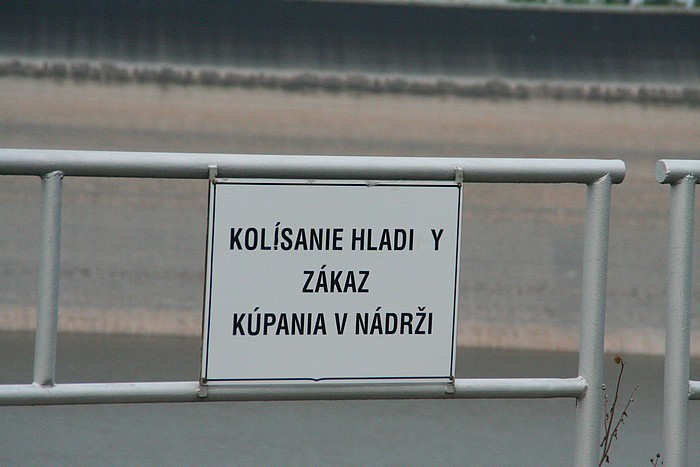 KOLÍSANIE HLADI Y
ZÁKAZ
KÚPANIA V NÁDRŽI